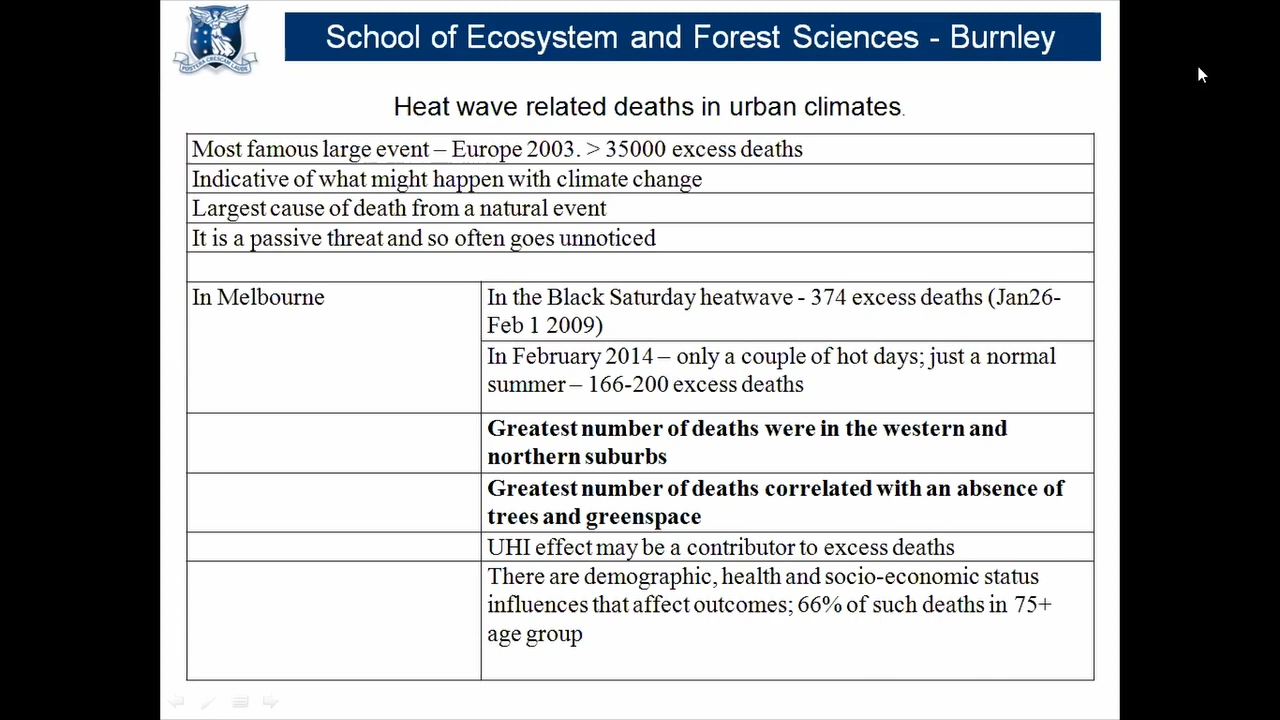 School of Ecosystem and Forest Sciences - Burnley
Heat wave related deaths in urban climates.
Most famous large event – Europe 2003. > 35000 excess deaths
Indicative of what might happen with climate change
Largest cause of death from a natural event
It is a passive threat and so often goes unnoticed
In Melbourne
In the Black Saturday heatwave - 374 excess deaths (Jan26-
Feb 1 2009)
In February 2014 – only a couple of hot days; just a normal
summer – 166-200 excess deaths
Greatest number of deaths were in the western and
northern suburbs
Greatest number of deaths correlated with an absence of
trees and greenspace
UHI effect may be a contributor to excess deaths
There are demographic, health and socio-economic status
influences that affect outcomes; 66% of such deaths in 75+
age group